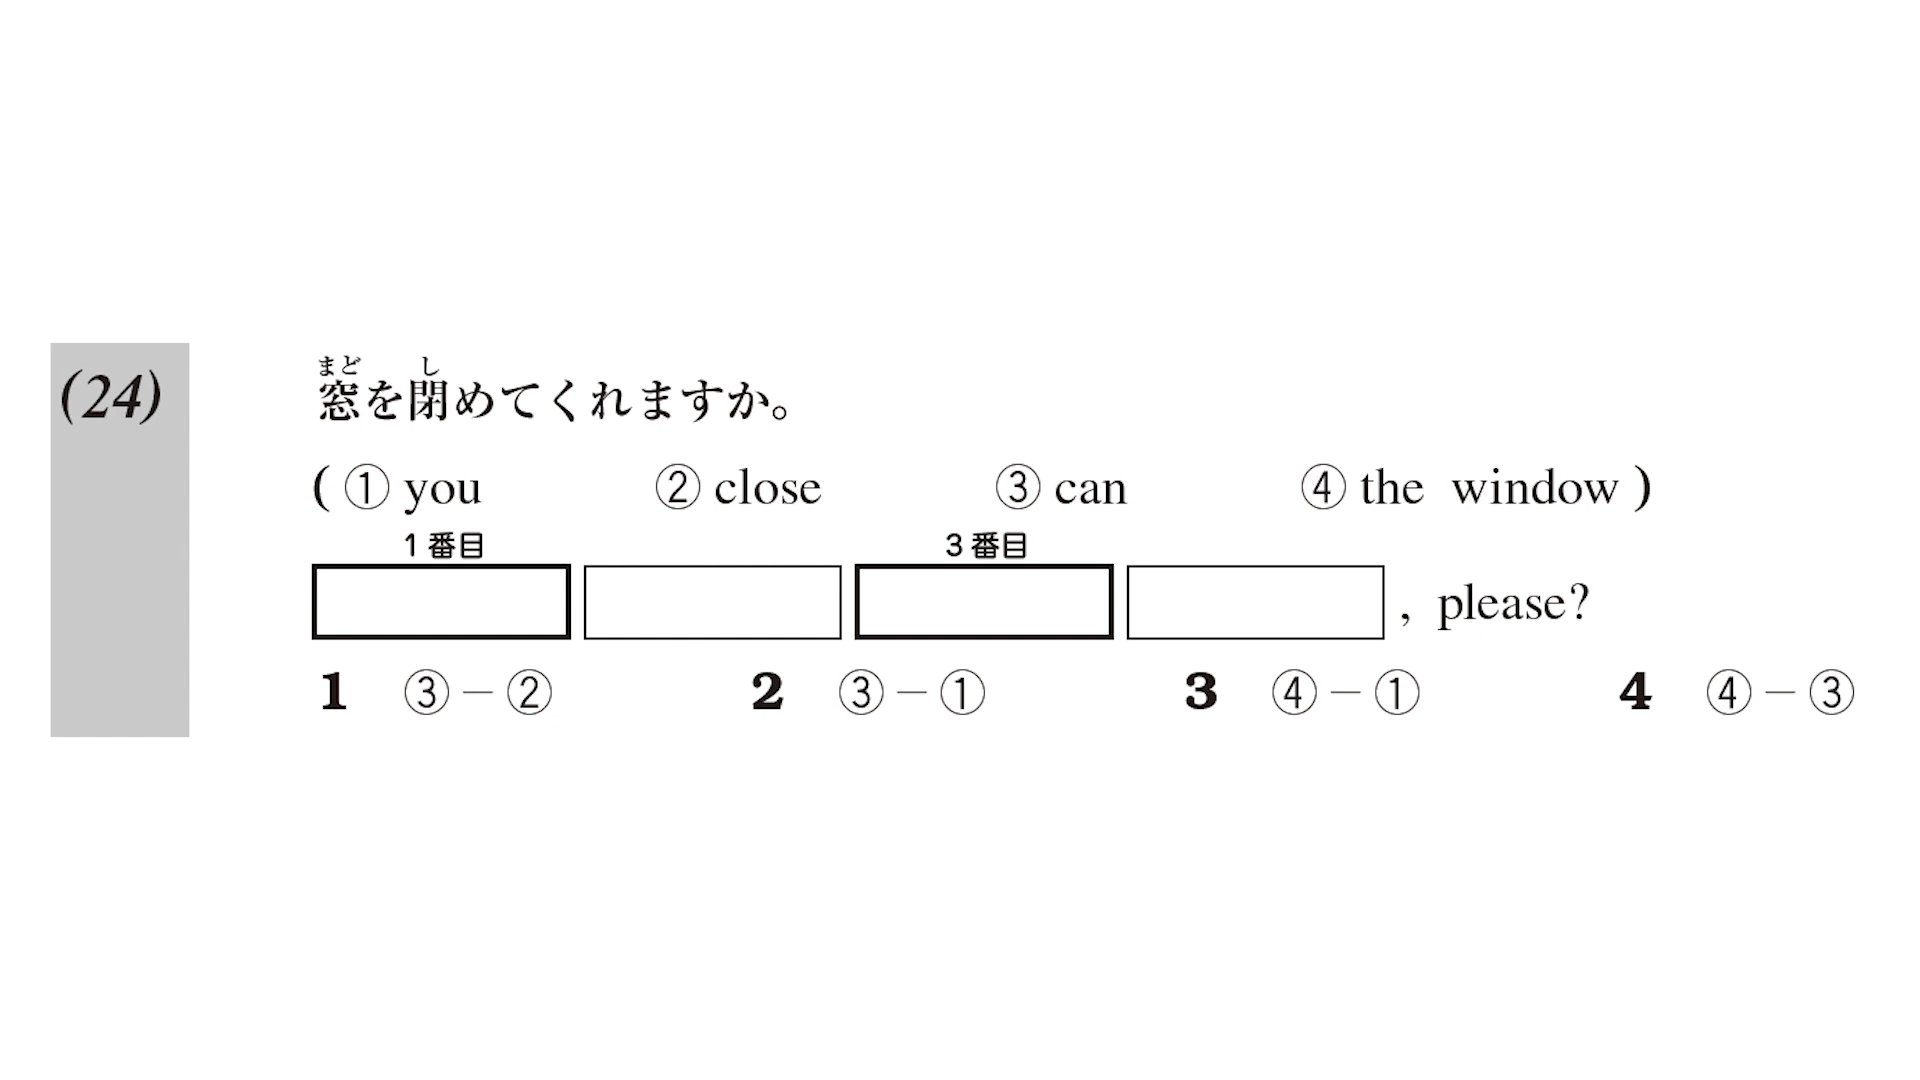 (24)
まど し
窓を閉めてくれますか。
( ① you ② close ③ can ④ the window )
1番目 3番目
, please?
1 ③ － ② 2 ③ － ① 3 ④ － ① 4 ④ － ③